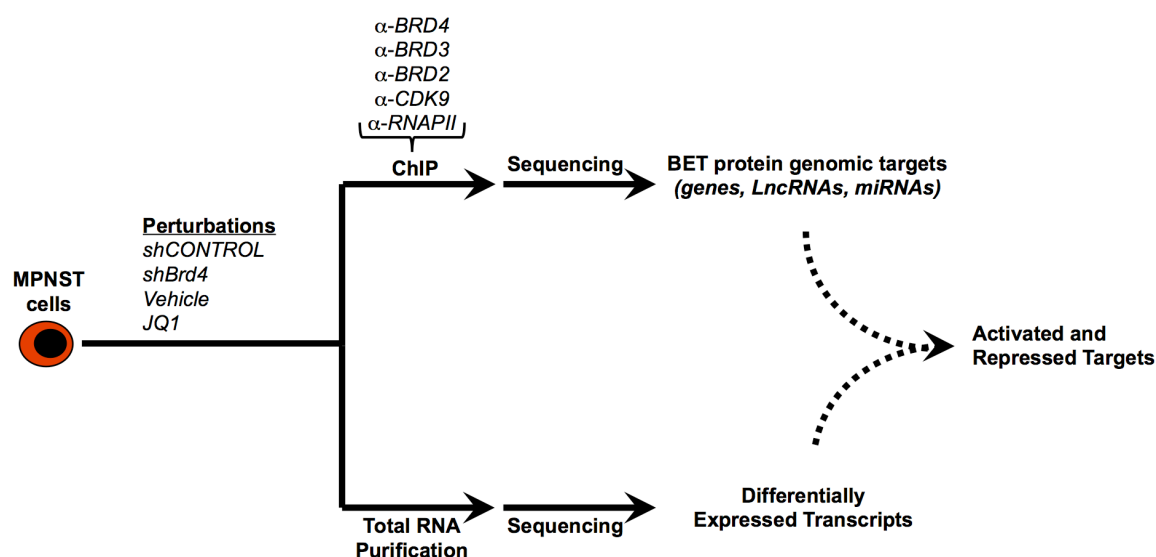 α-BRD4
α-BRD3
α-BRD2
α-CDK9
α-RNAPII
ChIP
Sequencing
BET protein genomic targets
(genes, LncRNAs, miRNAs)
Perturbations
shCONTROL
shBrd4
Vehicle
JQ1
MPNST
cells
Activated and
Repressed Targets
Total RNA
Purification
Sequencing
Differentially
Expressed Transcripts